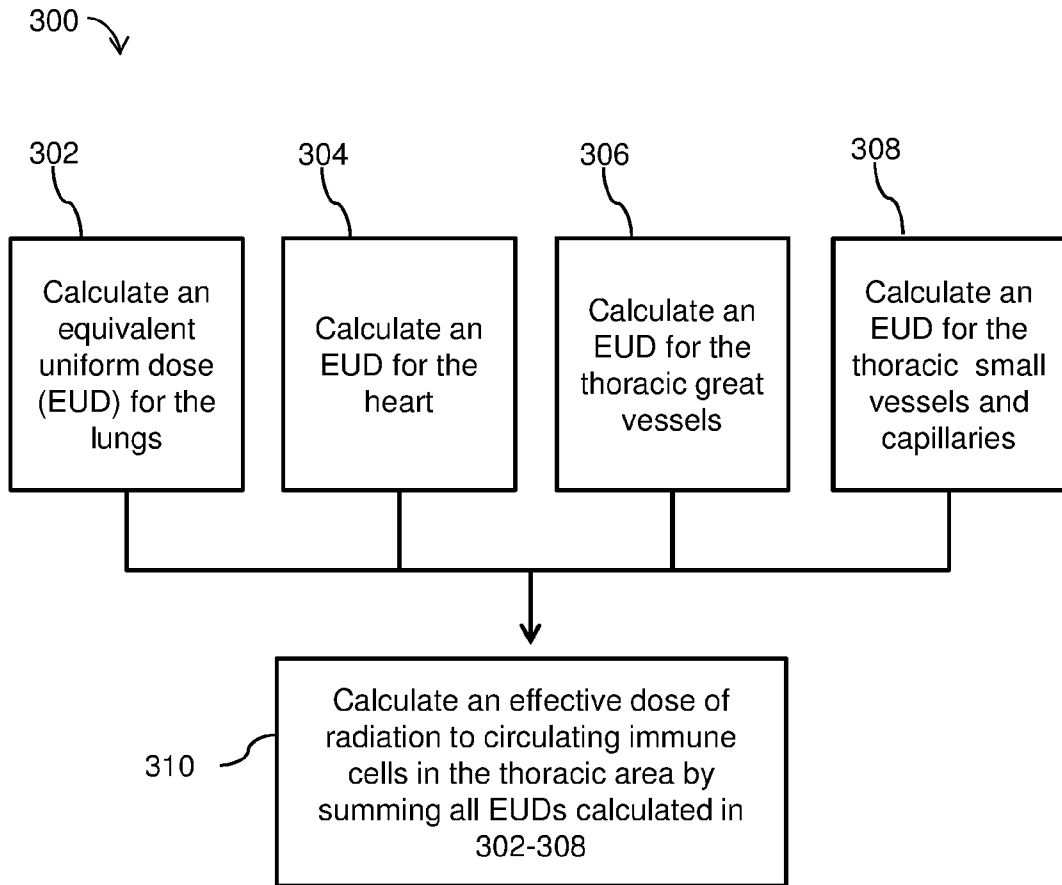 300
302
304
306
308
Calculate an
equivalent
uniform dose
(EUD) for the
lungs
Calculate an
EUD for the
heart
Calculate an
EUD for the
thoracic great
vessels
Calculate an
EUD for the
thoracic small
vessels and
capillaries
310
Calculate an effective dose of
radiation to circulating immune
cells in the thoracic area by
summing all EUDs calculated in
302-308